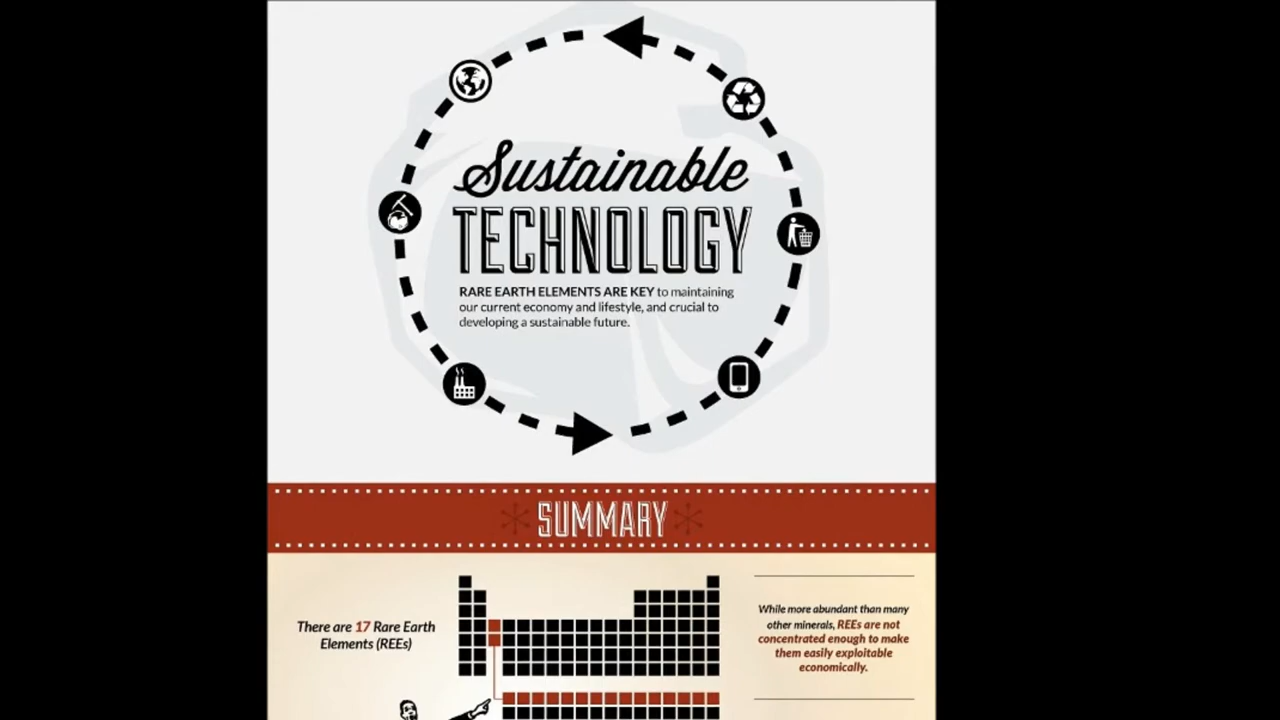 Sustainable
TECHNOLOGY
RARE EARTH ELEMENTS ARE KEY to maintaining
our current economy and lifestyle, and crucial to
developing a sustainable future.
SUMMARY
There are 17 Rare Earth
Elements (REEs)
While more abundant than many
other minerals, REEs are not
concentrated enough to make
them easily exploitable
economically.